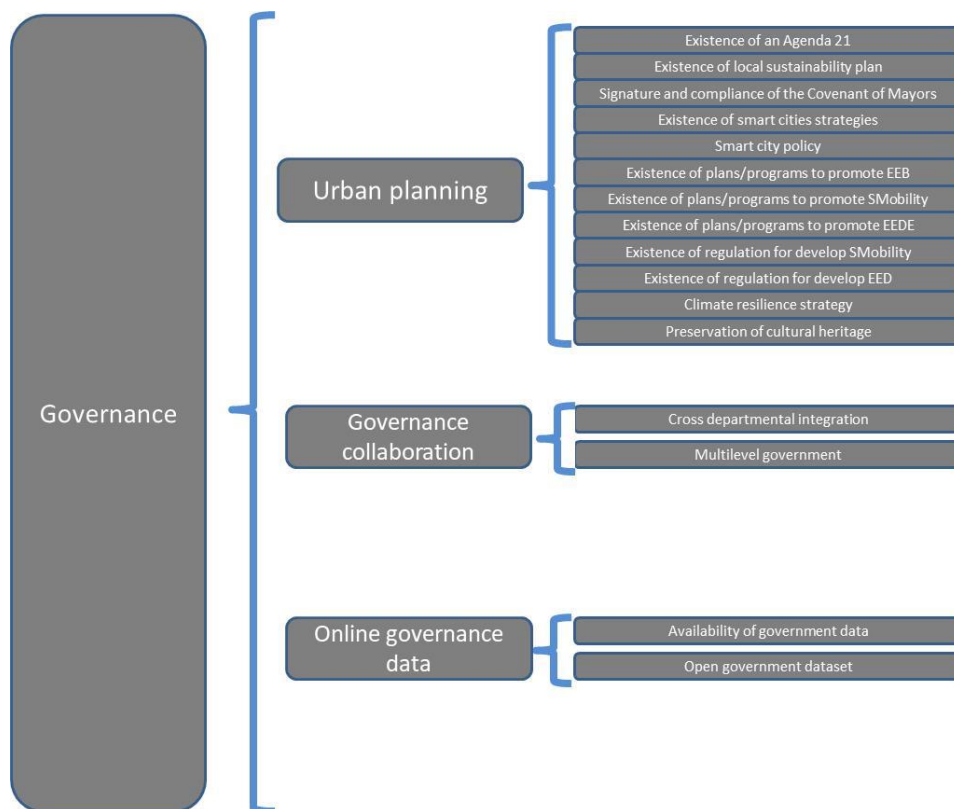 Governance
Urban planning
Existence of an Agenda 21
Existence of local sustainability plan
Signature and compliance of the Covenant of Mayors
Existence of smart cities strategies
Smart city policy
Existence of plans/programs to promote EEB
Existence of plans/programs to promote SMobility
Existence of plans/programs to promote EEDE
Existence of regulation for develop SMobility
Existence of regulation for develop EED
Climate resilience strategy
Preservation of cultural heritage
Governance
collaboration
Cross departmental integration
Multilevel government
Online governance
data
Availability of government data
Open government dataset